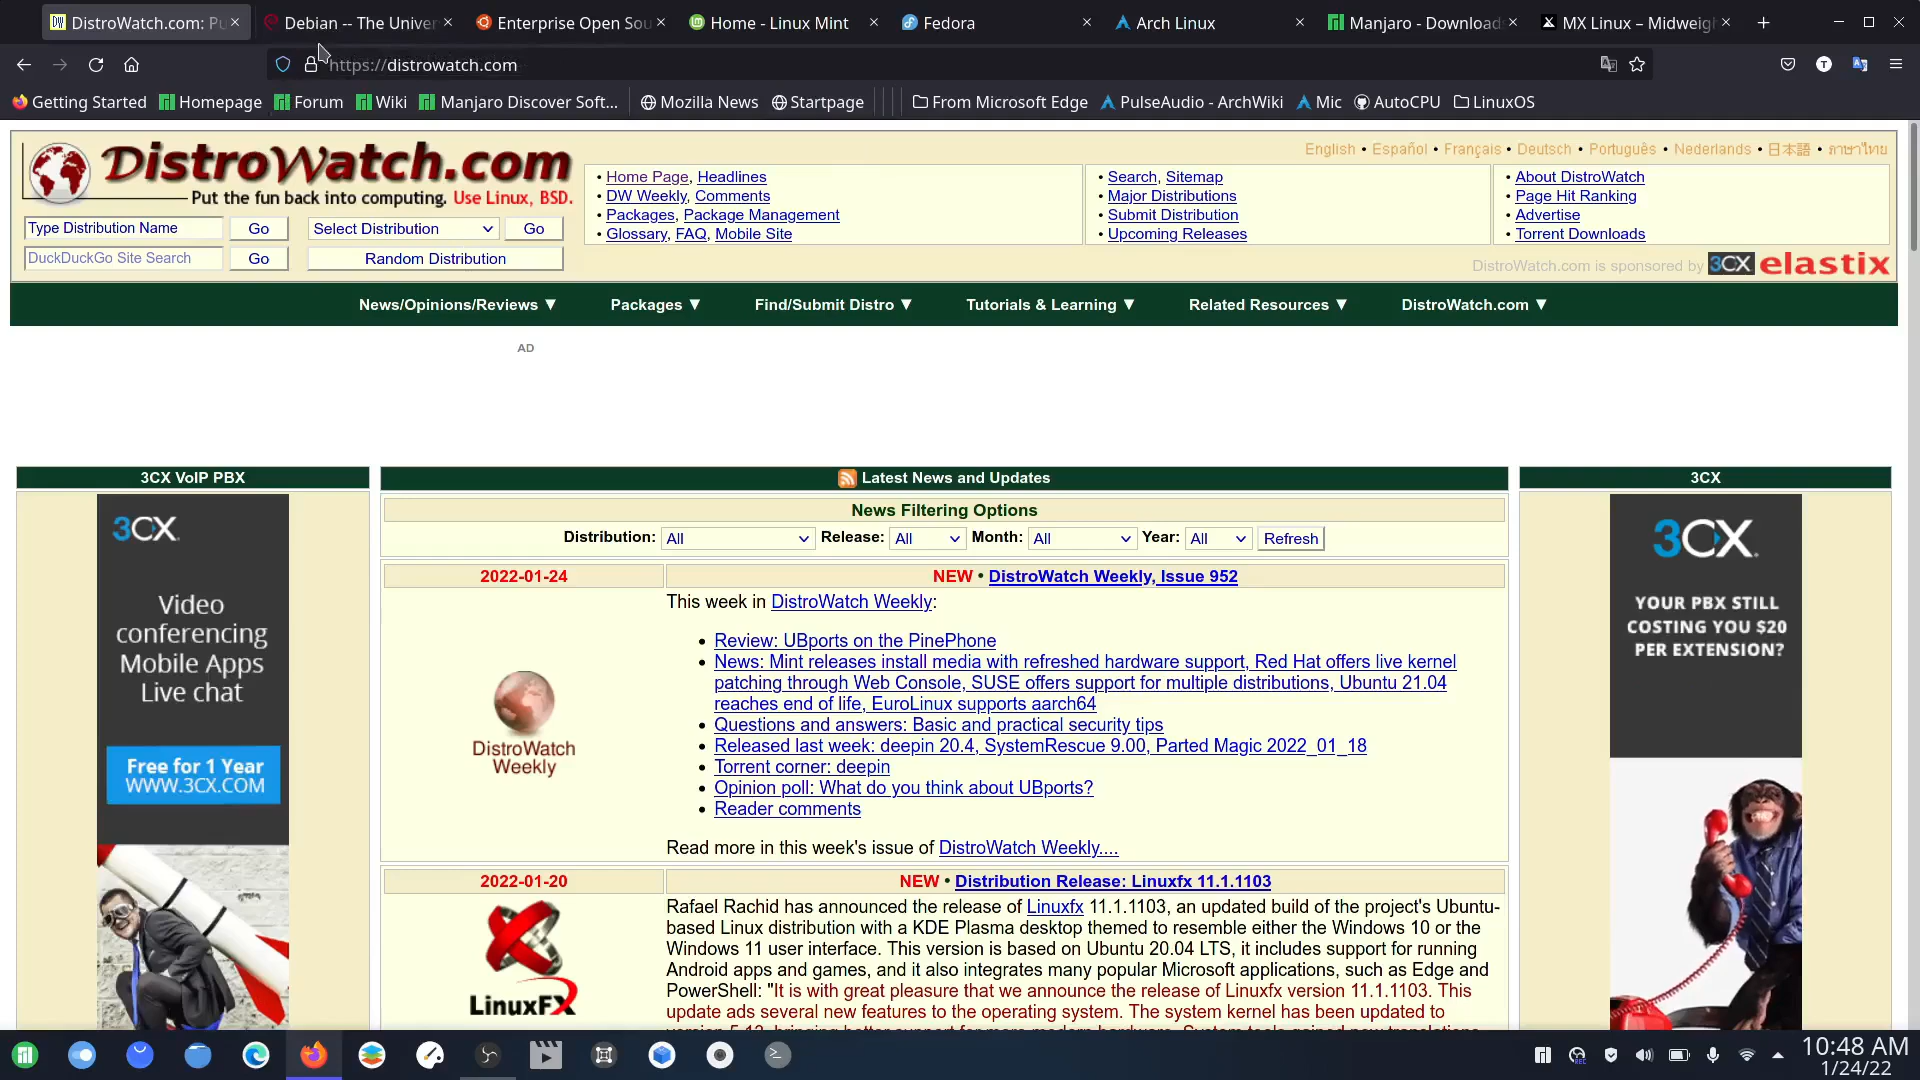 DistroWatch.com: Pu
Debian -- The Univer
Enterprise Open Sou
Home - Linux Mint
Fedora
Arch Linux
Manjaro - Downloads
MX Linux – Midweigh
https://distrowatch.com
Getting Started
Homepage
Forum
Wiki
Manjaro Discover Soft...
Mozilla News
Startpage
From Microsoft Edge
PulseAudio - ArchWiki
Mic
AutoCPU
LinuxOS
DistroWatch.com
Put the fun back into computing. Use Linux, BSD.
English • Español • Français • Deutsch • Português • Nederlands • 日本語 • ภาษาไทย
Type Distribution Name
Go
Select Distribution
Go
DuckDuckGo Site Search
Go
Random Distribution
• Home Page, Headlines
• DW Weekly, Comments
• Packages, Package Management
• Glossary, FAQ, Mobile Site
• Search, Sitemap
• Major Distributions
• Submit Distribution
• Upcoming Releases
• About DistroWatch
• Page Hit Ranking
• Advertise
• Torrent Downloads
DistroWatch.com is sponsored by 3CX elastix
News/Opinions/Reviews ▼
Packages ▼
Find/Submit Distro ▼
Tutorials & Learning ▼
Related Resources ▼
DistroWatch.com ▼
AD
3CX VoIP PBX
3CX
Video
conferencing
Mobile Apps
Live chat
Free for 1 Year
WWW.3CX.COM
Latest News and Updates
News Filtering Options
Distribution: All Release: All Month: All Year: All Refresh
2022-01-24
NEW • DistroWatch Weekly, Issue 952
DistroWatch
Weekly
This week in DistroWatch Weekly:
• Review: UBports on the PinePhone
• News: Mint releases install media with refreshed hardware support, Red Hat offers live kernel
patching through Web Console, SUSE offers support for multiple distributions, Ubuntu 21.04
reaches end of life, EuroLinux supports aarch64
• Questions and answers: Basic and practical security tips
• Released last week: deepin 20.4, SystemRescue 9.00, Parted Magic 2022_01_18
• Torrent corner: deepin
• Opinion poll: What do you think about UBports?
• Reader comments
Read more in this week's issue of DistroWatch Weekly....
2022-01-20
NEW • Distribution Release: Linuxfx 11.1.1103
LinuxFX
Rafael Rachid has announced the release of Linuxfx 11.1.1103, an updated build of the project's Ubuntu-
based Linux distribution with a KDE Plasma desktop themed to resemble either the Windows 10 or the
Windows 11 user interface. This version is based on Ubuntu 20.04 LTS, it includes support for running
Android apps and games, and it also integrates many popular Microsoft applications, such as Edge and
PowerShell: "It is with great pleasure that we announce the release of Linuxfx version 11.1.1103. This
update ads several new features to the operating system. The system kernel has been updated to
3CX
3CX
YOUR PBX STILL
COSTING YOU $20
PER EXTENSION?
10:48 AM
1/24/22